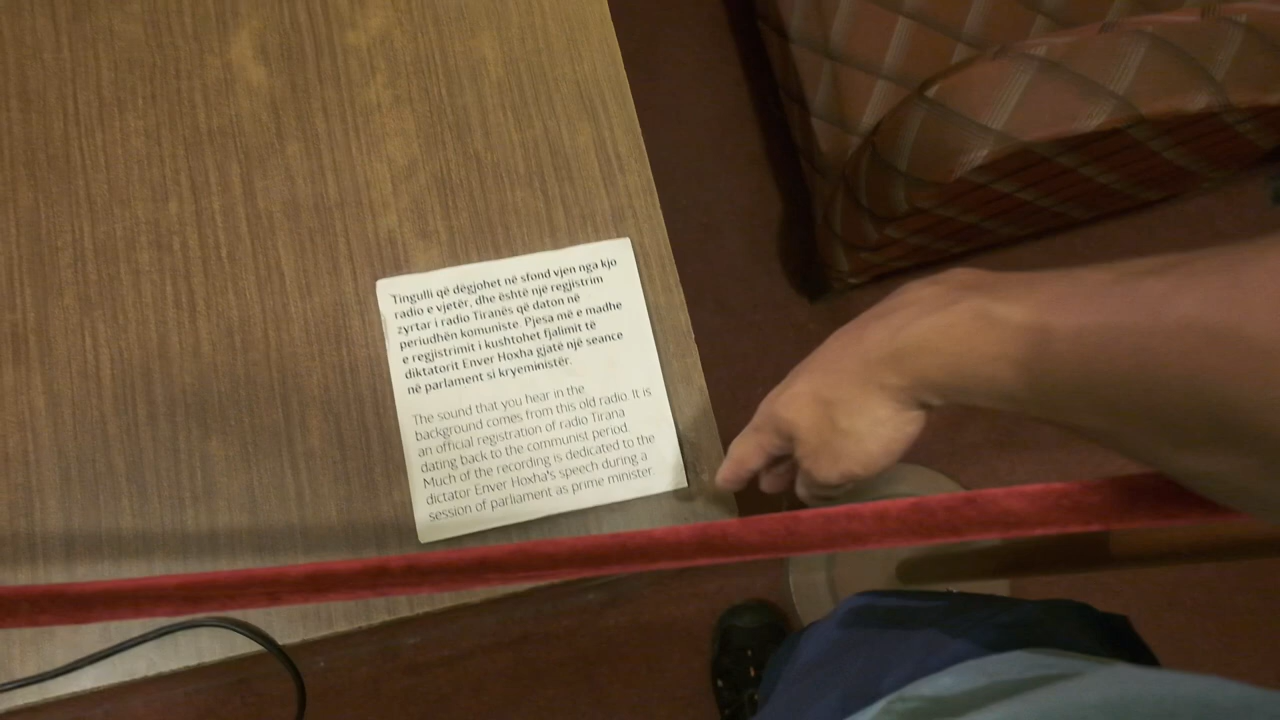 Tingulli që dëgjohet në sfond vjen nga kjo
radio e vjetër, dhe është një regjistrim
zyrtar i radio Tiranës që daton në
periudhën komuniste. Pjesa më e madhe
e regjistrimit i kushtohet fjalimit të
diktatorit Enver Hoxha gjatë një seance
në parlament si kryeministër.
The sound that you hear in the
background comes from this old radio. It is
an official registration of radio Tirana
dating back to the communist period.
Much of the recording is dedicated to the
dictator Enver Hoxha's speech during a
session of parliament as prime minister.